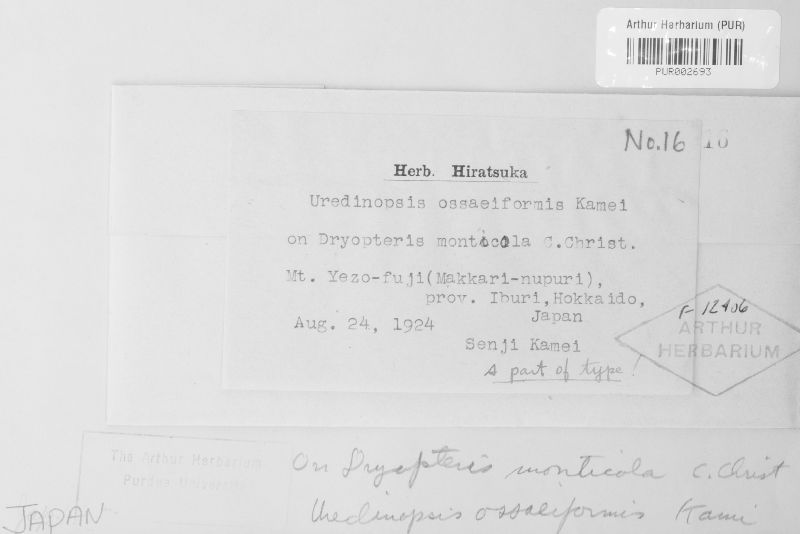 Arthur Herbarium (PUR)
PUR002693
No.16 16
Herb. Hiratsuka
Uredinopsis ossaeiformis Kamei
on Dryopteris monticola C.Christ.
Mt. Yezo-fuji(Makkari-nupuri),
prov. Iburi,Hokkaido,
Japan
Aug. 24, 1924
Senji Kamei
a part of type!
F-12406
ARTHUR
HERBARIUM
The Arthur Herbarium
Purdue University
On Dryopteris monticola C. Christ
Uredinopsis ossaeiformis Kami
JAPAN